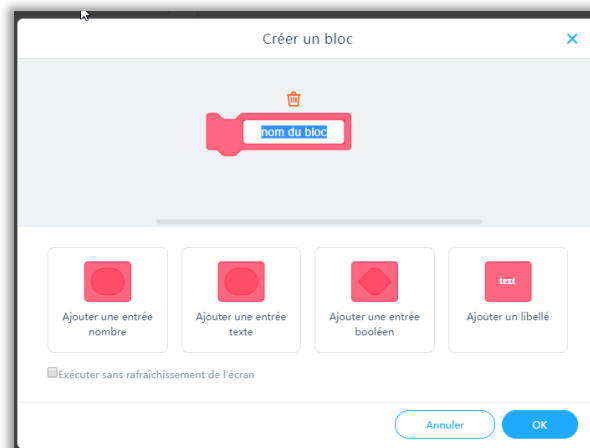 Créer un bloc
nom du bloc
Ajouter une entrée
nombre
Ajouter une entrée
texte
Ajouter une entrée
booléen
text
Ajouter un libellé
Exécuter sans rafraîchissement de l'écran
Annuler
OK